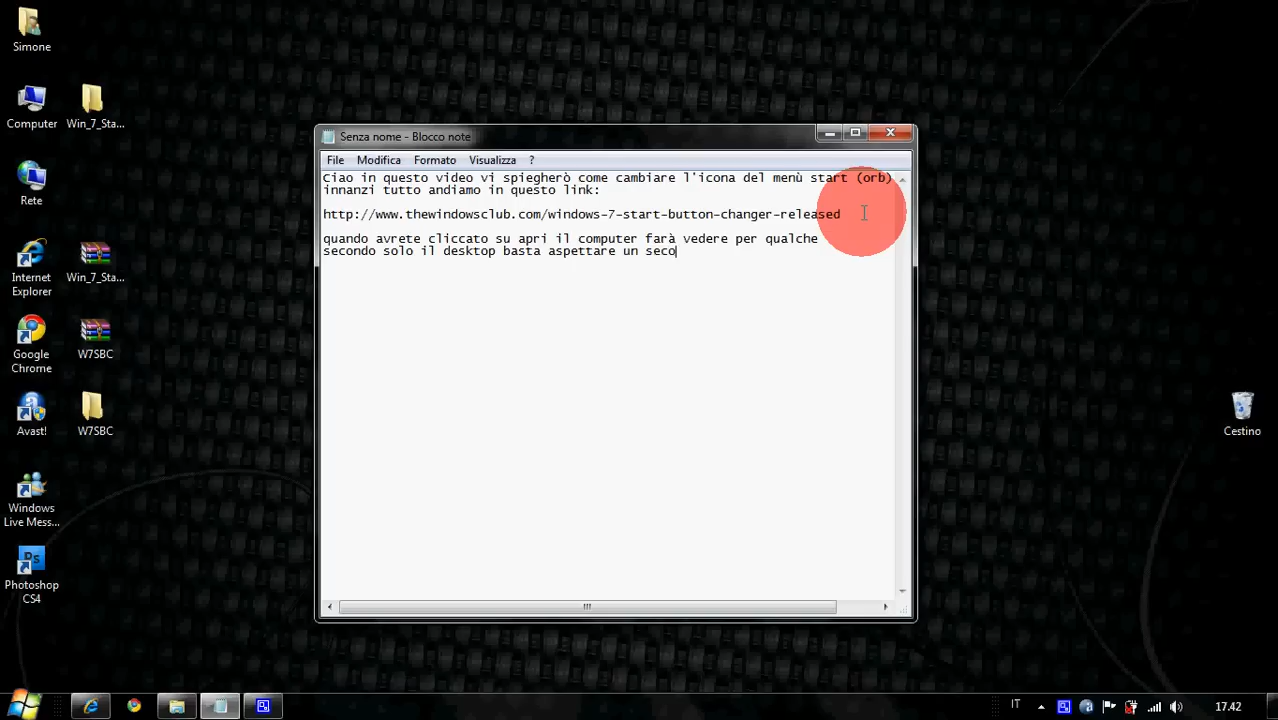 Simone
Computer
Win_7_Sta...
Rete
Internet
Explorer
Win_7_Sta...
Google
Chrome
W7SBC
Avast!
W7SBC
Windows
Live Mess...
Photoshop
CS4
Senza nome - Blocco note
File Modifica Formato Visualizza ?
Ciao in questo video vi spiegherò come cambiare l'icona del menù start (orb)
innanzi tutto andiamo in questo link:
http://www.thewindowsclub.com/windows-7-start-button-changer-released
quando avrete cliccato su apri il computer farà vedere per qualche
secondo solo il desktop basta aspettare un seco
Cestino
IT
17.42